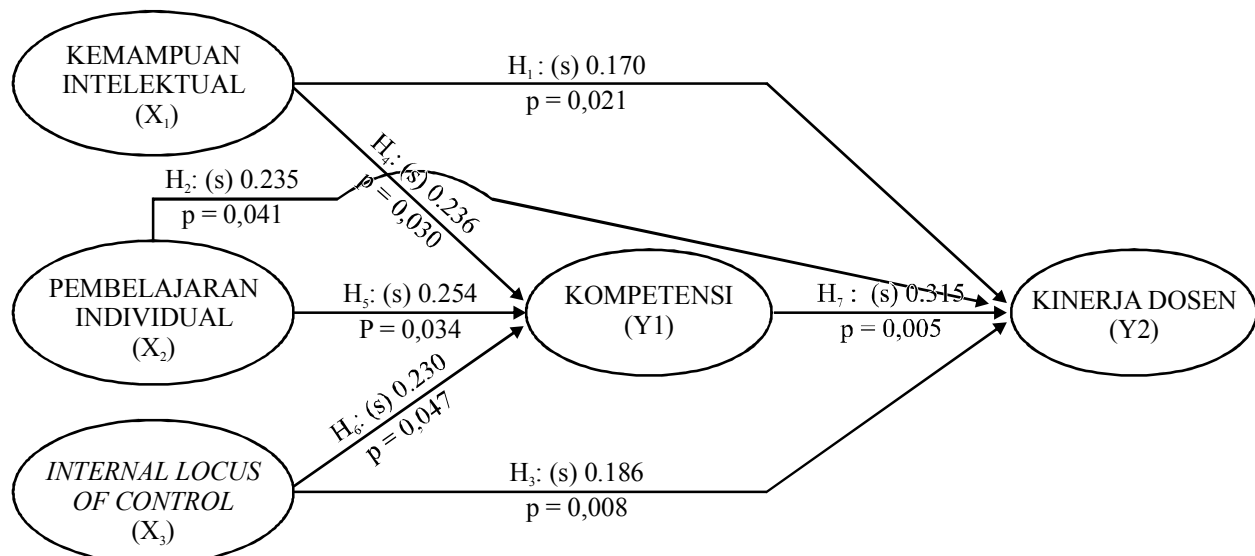 KEMAMPUAN
INTELEKTUAL
(X₁)
H₁: (s) 0.170
p = 0,021
H₄: (s) 0.236
p = 0,030
H₂: (s) 0.235
p = 0,041
PEMBELAJARAN
INDIVIDUAL
(X₂)
H₅: (s) 0.254
P = 0,034
KOMPETENSI
(Y1)
H₇ : (s) 0.315
p = 0,005
KINERJA DOSEN
(Y2)
H₆: (s) 0.230
p = 0,047
INTERNAL LOCUS
OF CONTROL
(X₃)
H₃: (s) 0.186
p = 0,008